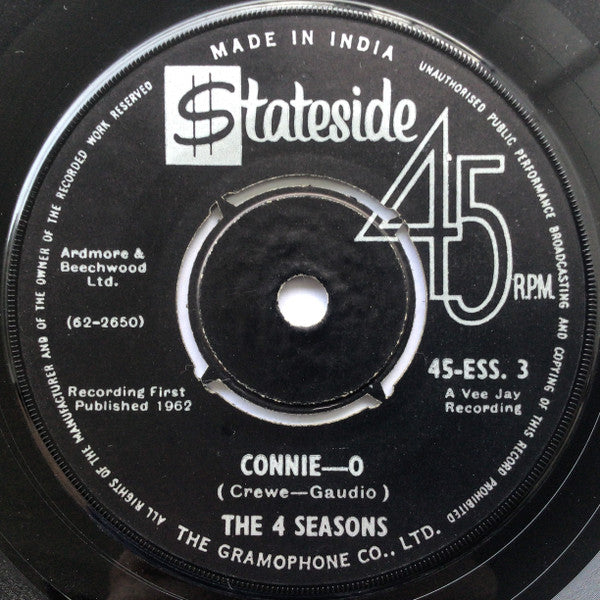 MADE IN INDIA
$tateside
45
R.P.M.
ALL RIGHTS OF THE MANUFACTURER AND OF THE OWNER OF THE RECORDED WORK RESERVED
UNAUTHORISED PUBLIC PERFORMANCE BROADCASTING AND COPYING OF THIS RECORD PROHIBITED
Ardmore &
Beechwood
Ltd.
(62-2650)
Recording First
Published 1962
45-ESS. 3
A Vee Jay
Recording
CONNIE—O
(Crewe—Gaudio)
THE 4 SEASONS
THE GRAMOPHONE CO., LTD.